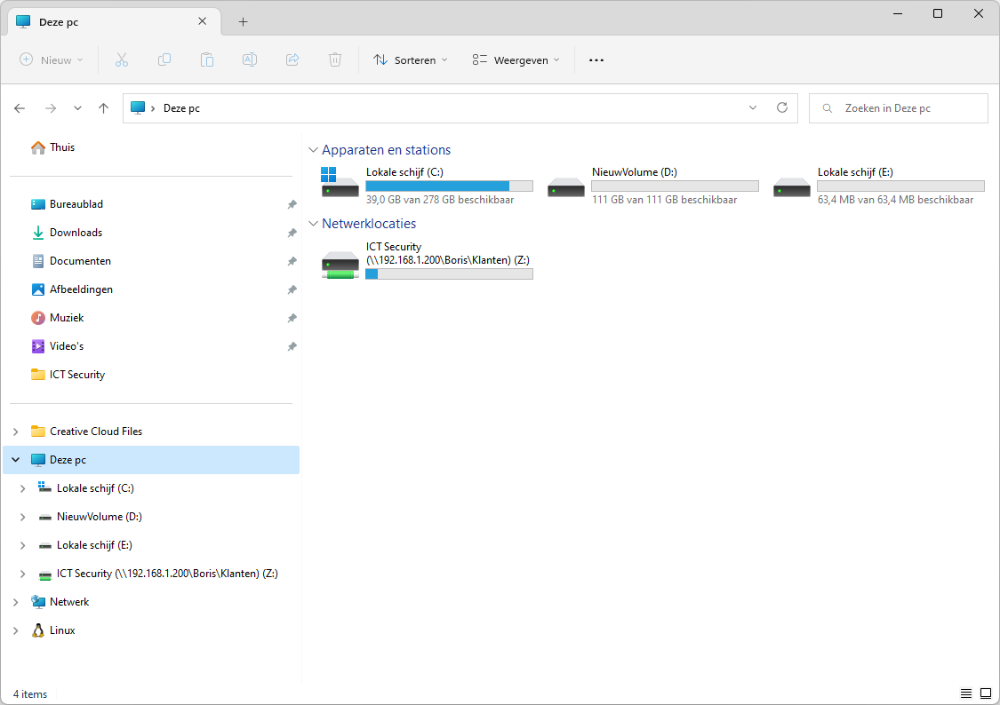 Deze pc
Nieuw
Sorteren
Weergeven
Deze pc
Zoeken in Deze pc
Thuis
Bureaublad
Downloads
Documenten
Afbeeldingen
Muziek
Video's
ICT Security
Creative Cloud Files
Deze pc
Lokale schijf (C:)
NieuwVolume (D:)
Lokale schijf (E:)
ICT Security (\\192.168.1.200\Boris\Klanten) (Z:)
Netwerk
Linux
Apparaten en stations
Lokale schijf (C:)
39,0 GB van 278 GB beschikbaar
NieuwVolume (D:)
111 GB van 111 GB beschikbaar
Lokale schijf (E:)
63,4 MB van 63,4 MB beschikbaar
Netwerklocaties
ICT Security
(\\192.168.1.200\Boris\Klanten) (Z:)
4 items